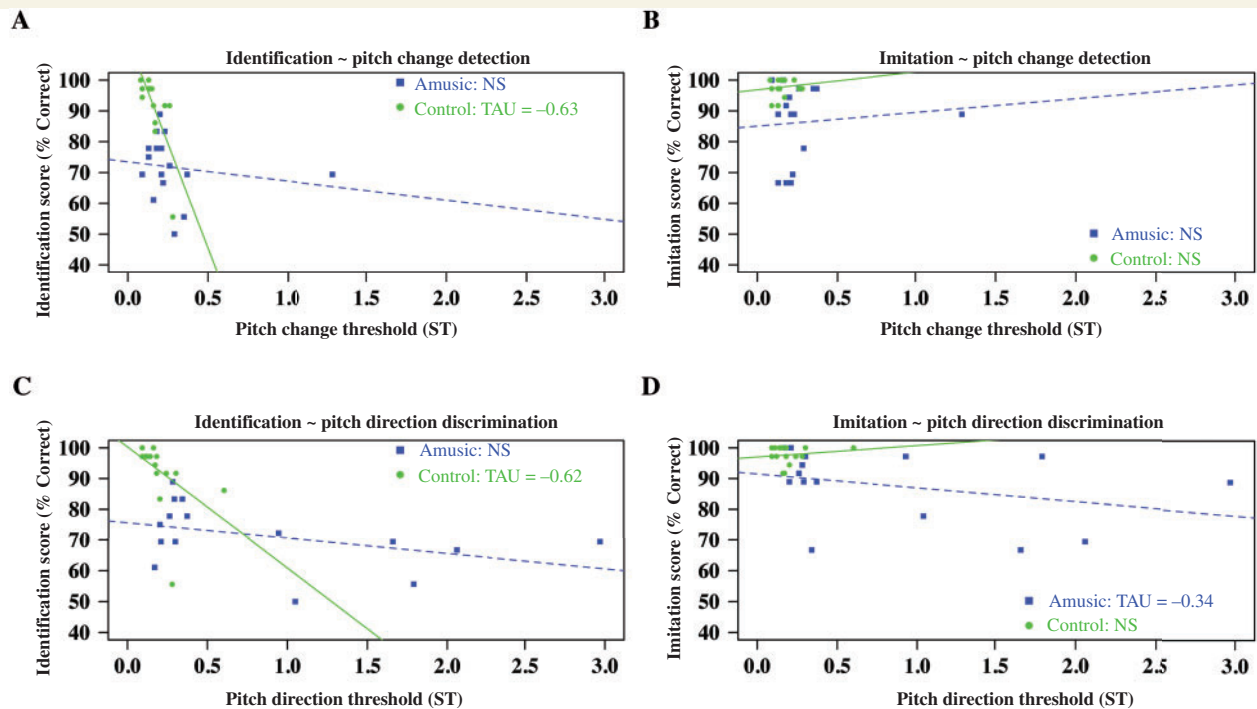 A
Identification ~ pitch change detection
Identification score (% Correct)
100
90
80
70
60
50
40
Amusic: NS
Control: TAU = –0.63
0.0 0.5 1.0 1.5 2.0 2.5 3.0
Pitch change threshold (ST)
B
Imitation ~ pitch change detection
Imitation score (% Correct)
100
90
80
70
60
50
40
Amusic: NS
Control: NS
0.0 0.5 1.0 1.5 2.0 2.5 3.0
Pitch change threshold (ST)
C
Identification ~ pitch direction discrimination
Identification score (% Correct)
100
90
80
70
60
50
40
Amusic: NS
Control: TAU = –0.62
0.0 0.5 1.0 1.5 2.0 2.5 3.0
Pitch direction threshold (ST)
D
Imitation ~ pitch direction discrimination
Imitation score (% Correct)
100
90
80
70
60
50
40
Amusic: TAU = –0.34
Control: NS
0.0 0.5 1.0 1.5 2.0 2.5 3.0
Pitch direction threshold (ST)